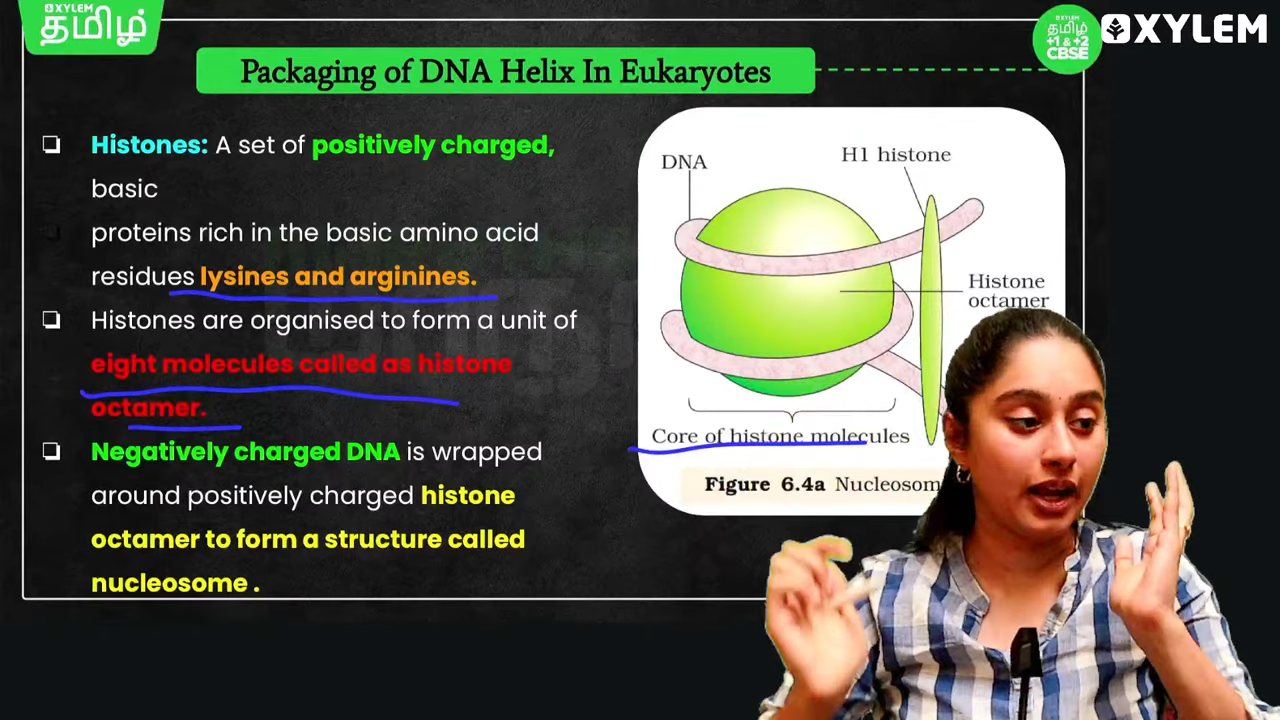 XYLEM
தமிழ்
XYLEM
தமிழ்
+1 & +2
CBSE
XYLEM
Packaging of DNA Helix In Eukaryotes
Histones: A set of positively charged,
basic
proteins rich in the basic amino acid
residues lysines and arginines.
Histones are organised to form a unit of
eight molecules called as histone
octamer.
Negatively charged DNA is wrapped
around positively charged histone
octamer to form a structure called
nucleosome .
DNA
H1 histone
Histone
octamer
Core of histone molecules
Figure 6.4a Nucleosom